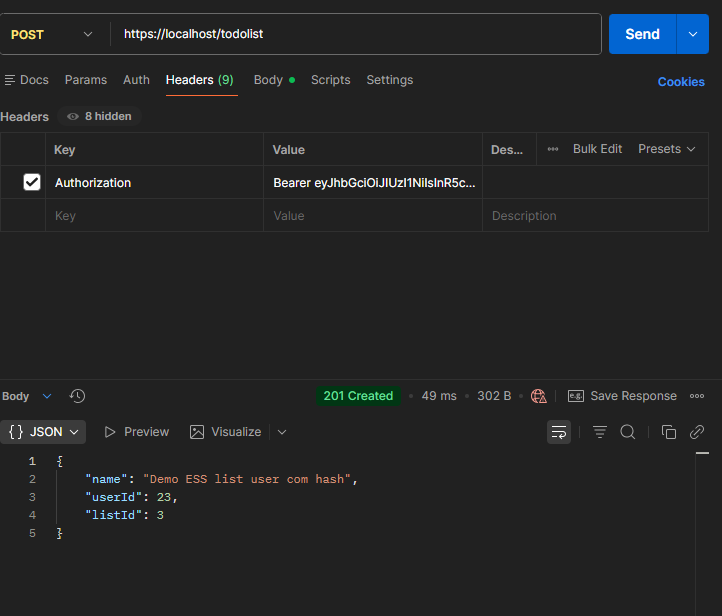 POST https://localhost/todolist Send
Docs Params Auth Headers (9) Body Scripts Settings Cookies
Headers 8 hidden
Key Value Des... Bulk Edit Presets
Authorization Bearer eyJhbGciOiJIUzI1NiIsInR5c...
Key Value Description
Body 201 Created 49 ms 302 B e.g. Save Response
{} JSON Preview Visualize
1 {
2 "name": "Demo ESS list user com hash",
3 "userId": 23,
4 "listId": 3
5 }